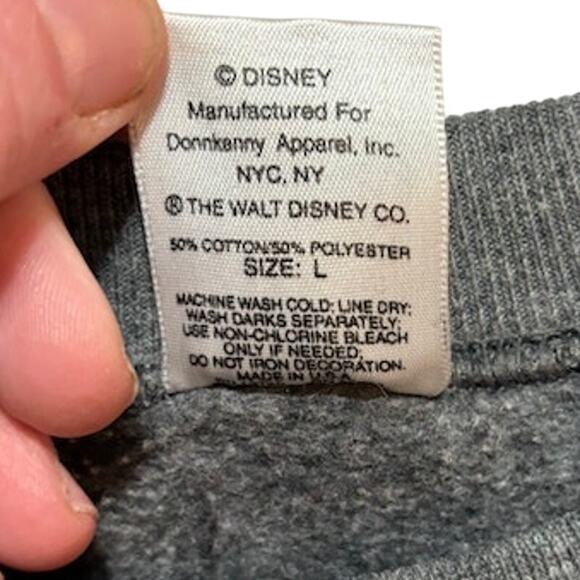 © DISNEY
Manufactured For
Donnkenny Apparel, Inc.
NYC, NY
® THE WALT DISNEY CO.
50% COTTON/50% POLYESTER
SIZE: L
MACHINE WASH COLD; LINE DRY;
WASH DARKS SEPARATELY;
USE NON-CHLORINE BLEACH
ONLY IF NEEDED.
DO NOT IRON DECORATION.
MADE IN U.S.A.